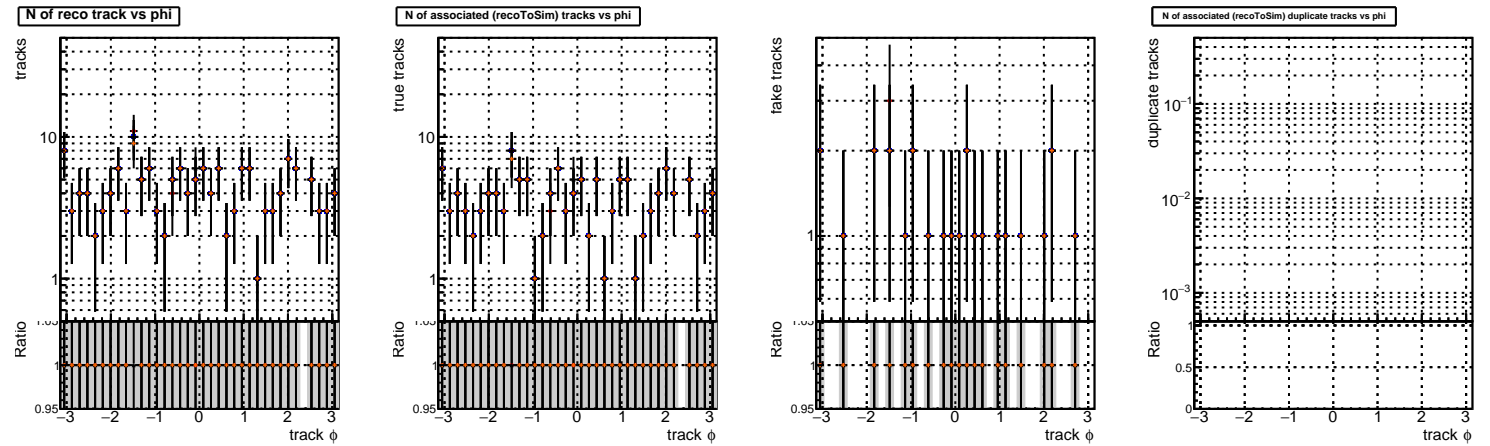 N of reco track vs phi
tracks
10
1
Ratio
1.05
1
0.95
−3 −2 −1 0 1 2 3
track ϕ
N of associated (recoToSim) tracks vs phi
true tracks
10
1
Ratio
1.05
1
0.95
−3 −2 −1 0 1 2 3
track ϕ
fake tracks
1
Ratio
1.05
1
0.95
−3 −2 −1 0 1 2 3
track ϕ
N of associated (recoToSim) duplicate tracks vs phi
duplicate tracks
10⁻¹
10⁻²
10⁻³
Ratio
1
0.5
0
−3 −2 −1 0 1 2 3
track ϕ